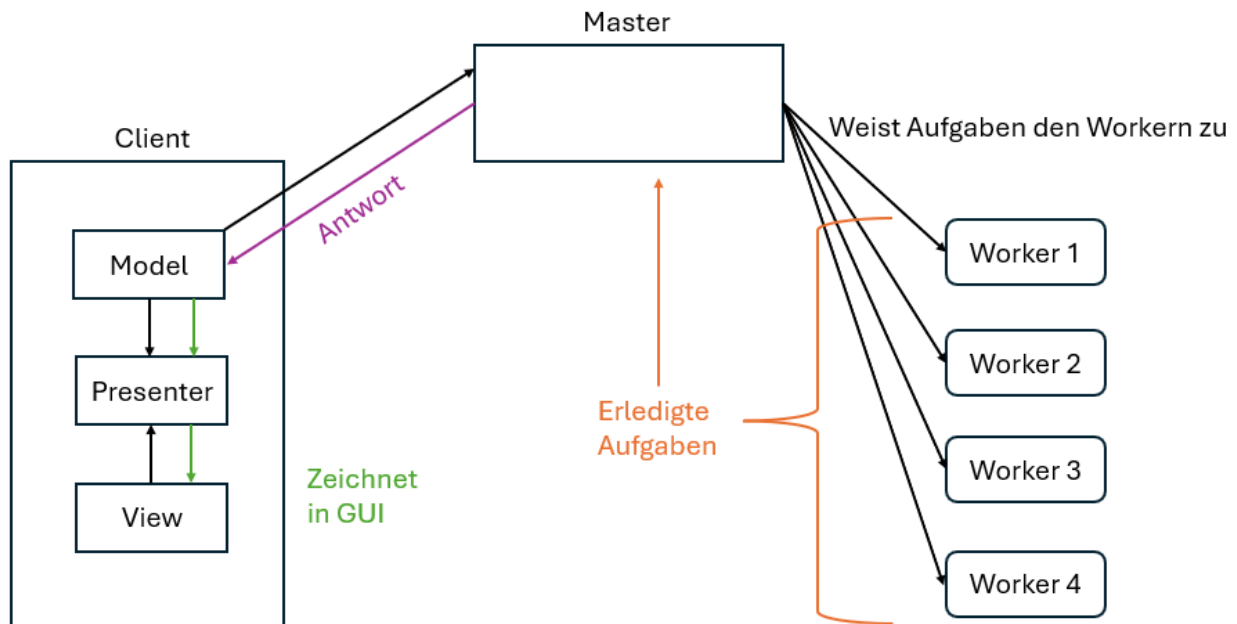 Master
Weist Aufgaben den Workern zu
Client
Antwort
Model
Presenter
View
Zeichnet
in GUI
Erledigte
Aufgaben
Worker 1
Worker 2
Worker 3
Worker 4